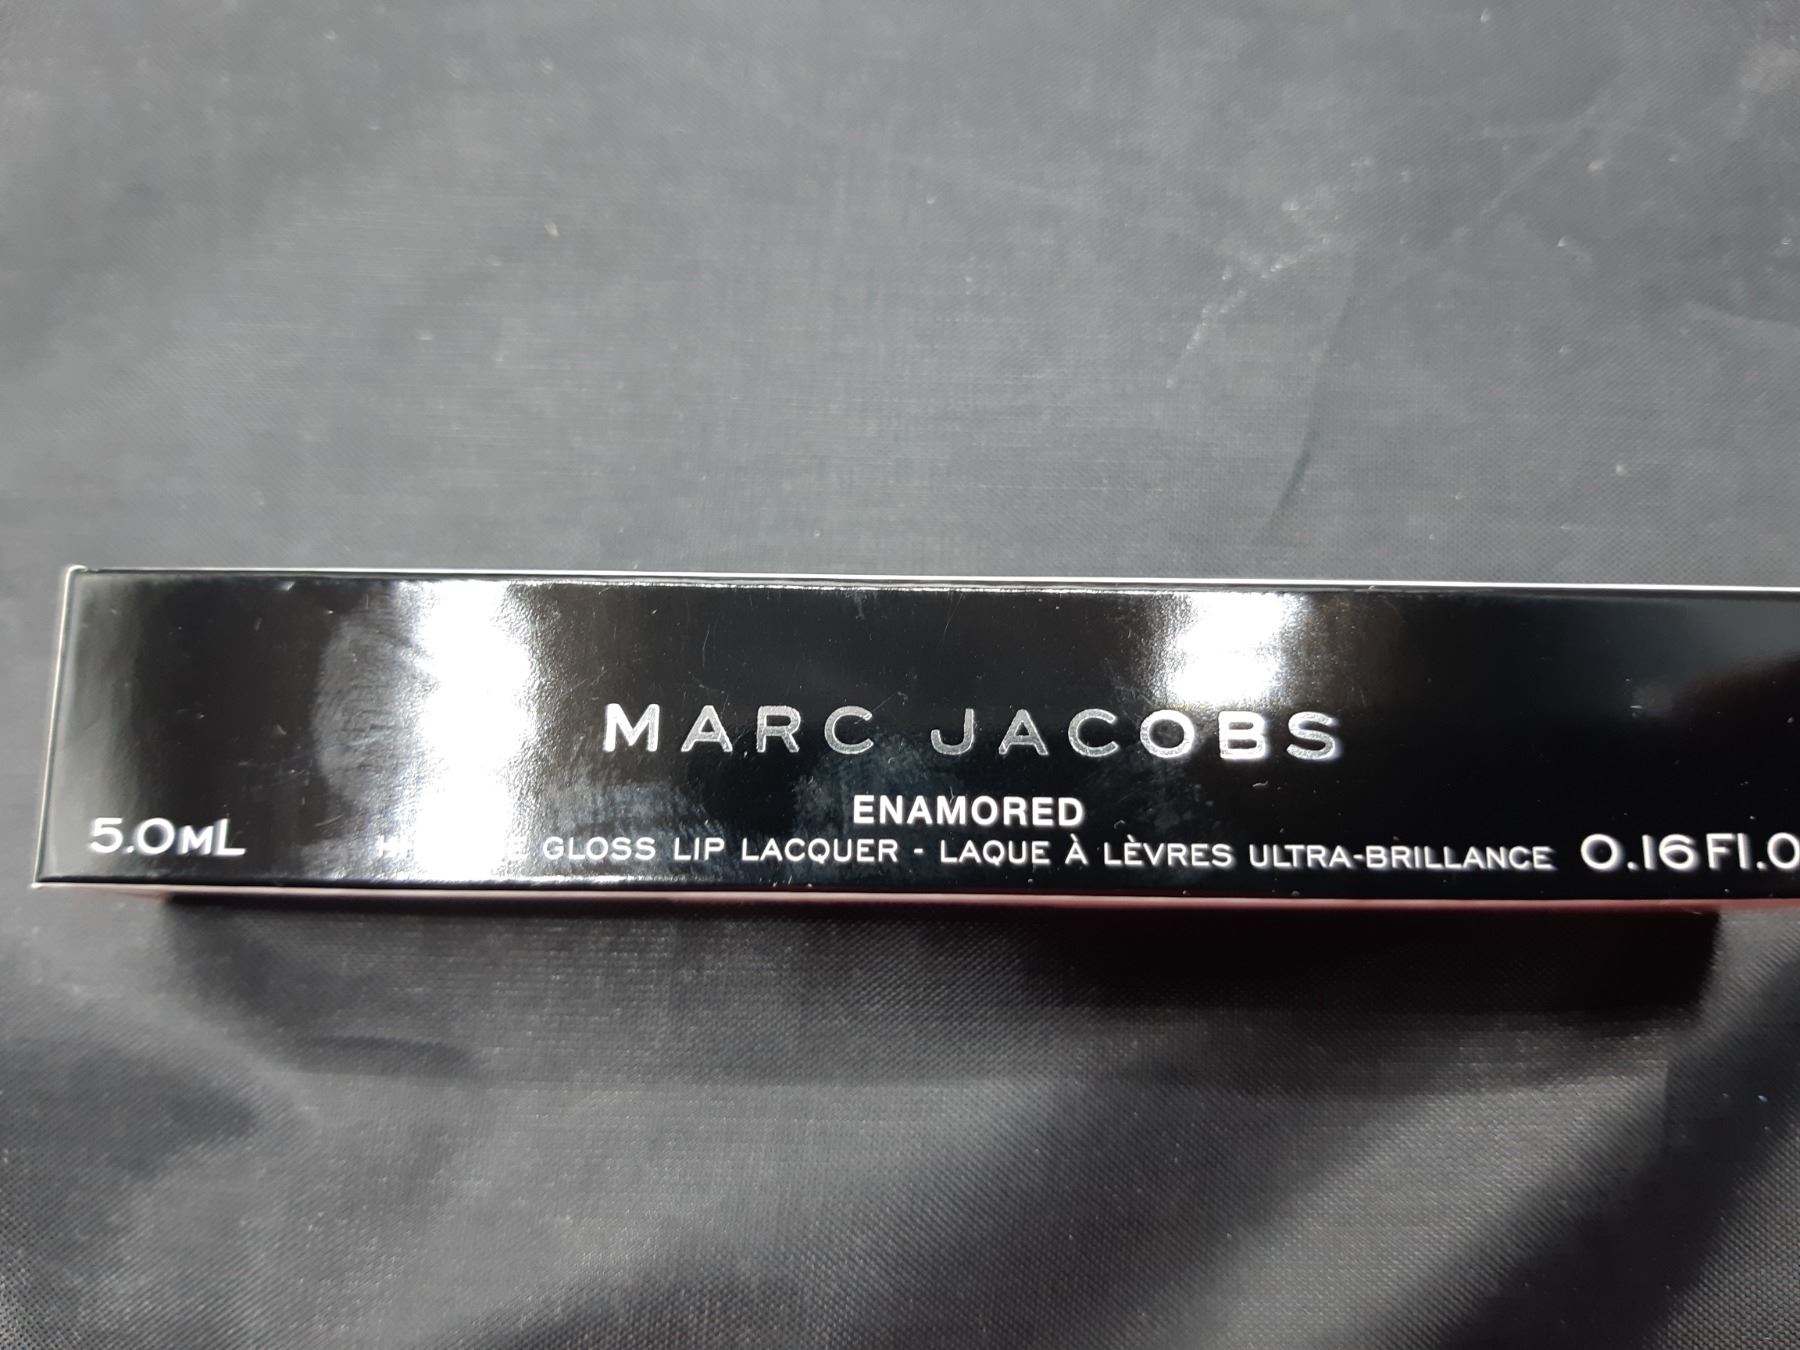 MARC JACOBS
ENAMORED
5.0ML GLOSS LIP LACQUER - LAQUE À LÈVRES ULTRA-BRILLANCE 0.16 Fl.O